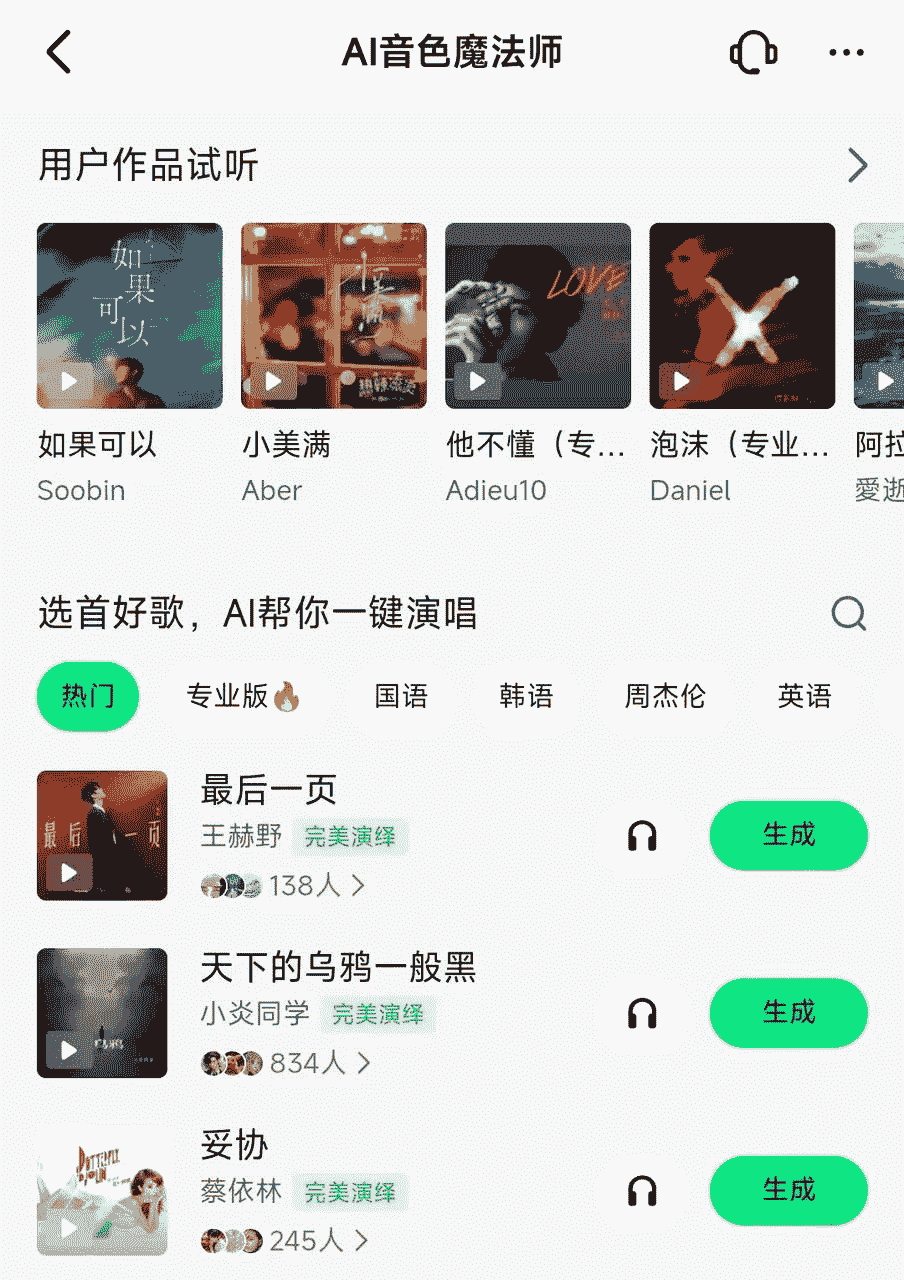 AI音色魔法师
用户作品试听
如果可以
LOVE
最后一页
如果可以
小美满
他不懂（专...
泡沫（专业...
阿拉
Soobin
Aber
Adieu10
Daniel
愛逝
选首好歌，AI帮你一键演唱
热门
专业版
国语
韩语
周杰伦
英语
最后一页
王赫野 完美演绎
138人
生成
天下的乌鸦一般黑
小炎同学 完美演绎
834人
生成
乌鸦
妥协
蔡依林 完美演绎
245人
生成